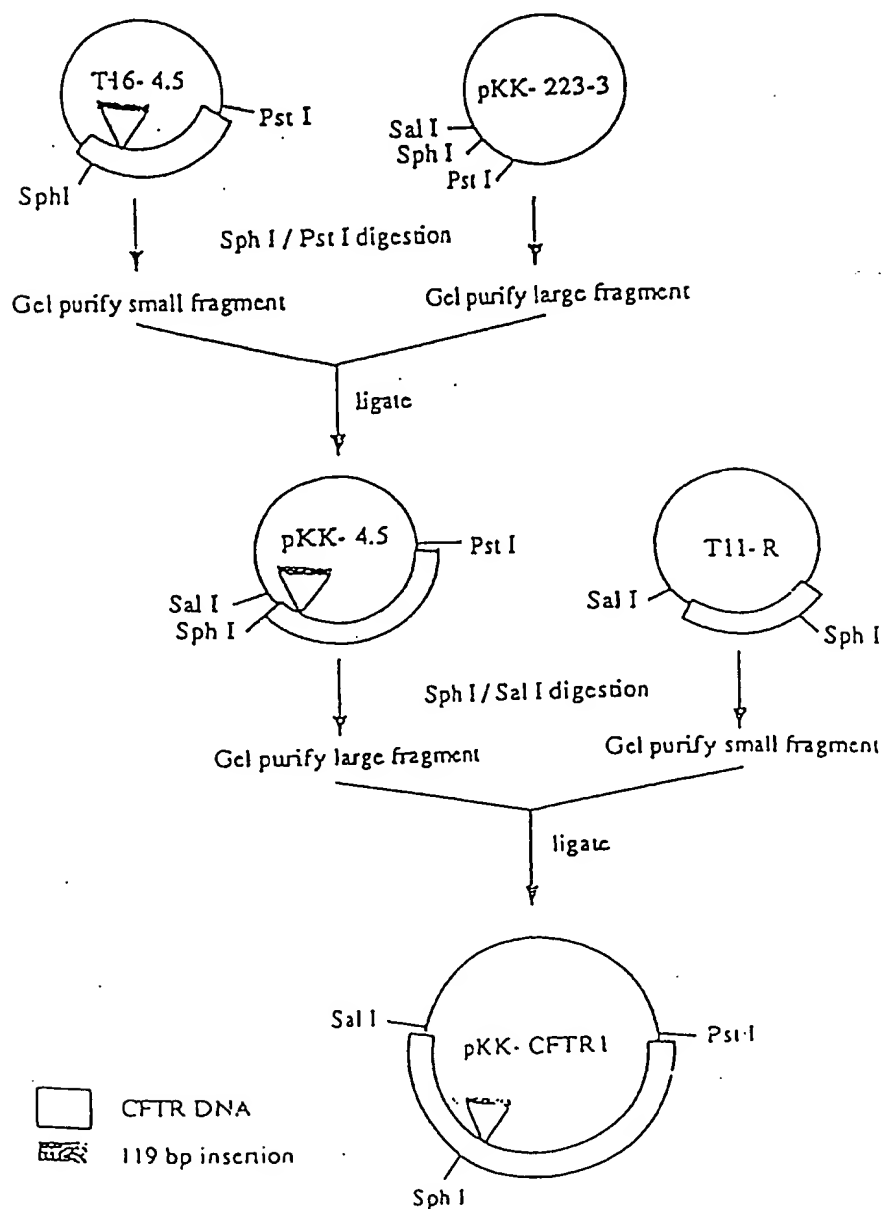 T-16-4.5
pKK-223-3
Pst I
Sal I
Sph I
Pst I
SphI
Sph I / Pst I digestion
Gel purify small fragment
Gel purify large fragment
ligate
pKK-4.5
Pst I
T11-R
Sal I
Sph I
Sal I
Sph I
Sph I / Sal I digestion
Gel purify large fragment
Gel purify small fragment
ligate
Sal I
pKK-CFTR1
Pst I
CFTR DNA
119 bp insertion
Sph I